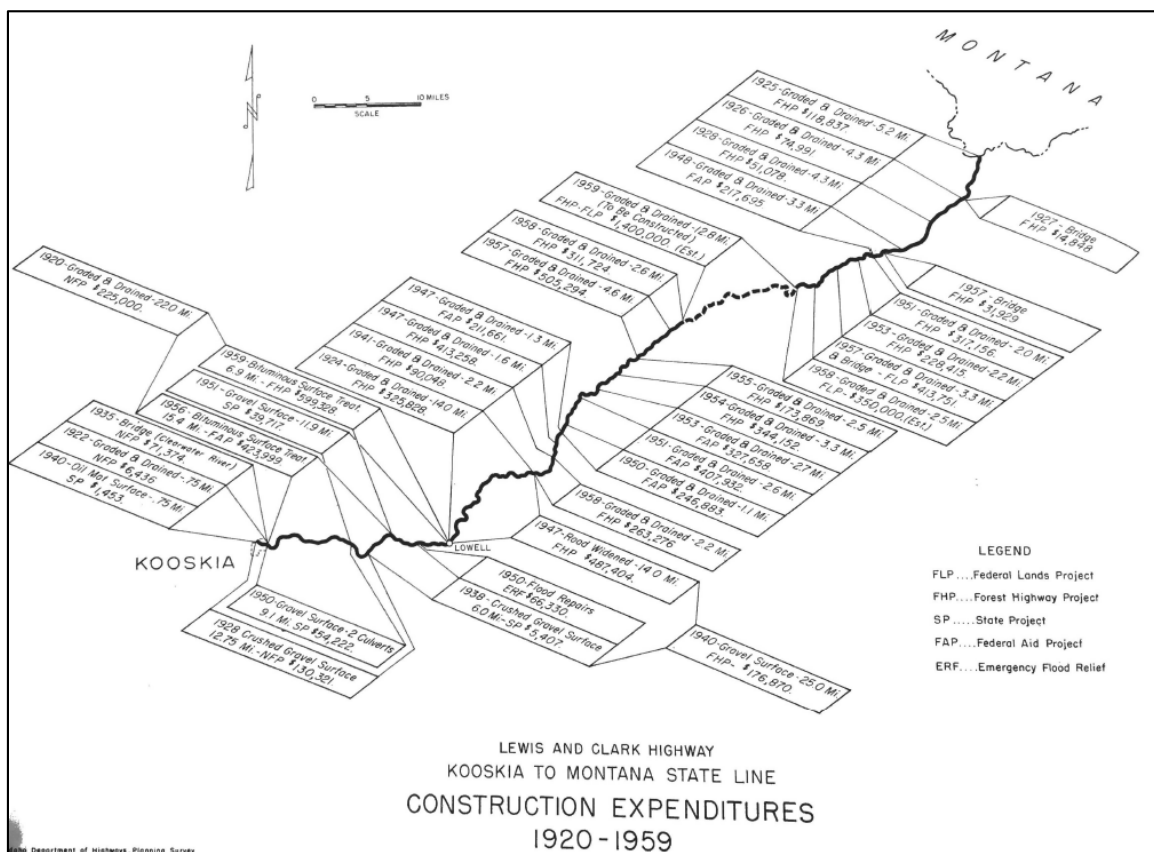 MONTANA
N
0 5 10 MILES
SCALE
1925-Graded & Drained-5.2 Mi.
FHP $118,837.
1926-Graded & Drained-4.3 Mi.
FHP $74,991.
1928-Graded & Drained-4.3 Mi.
FHP $51,078.
1948-Graded & Drained-3.3 Mi.
FAP $217,695
1959-Graded & Drained-12.8 Mi.
(To Be Constructed)
FHP-FLP $1,400,000.(Est.)
1958-Graded & Drained-2.6 Mi.
FHP $311,724.
1957-Graded & Drained-4.6 Mi.
FHP $505,294.
1927-Bridge
FHP $14,898
1957-Bridge
FHP $31,929
1951-Graded & Drained-2.0 Mi.
FHP $317,156.
1953-Graded & Drained-2.2 Mi.
FHP $228,415.
1957-Graded & Drained-3.3 Mi.
& Bridge-FLP $413,751.
1958-Graded & Drained-2.5 Mi.
FLP-$350,000.(Est)
1920-Graded & Drained-22.0 Mi.
NFP $225,000.
1947-Graded & Drained-1.3 Mi.
FAP $211,661.
1947-Graded & Drained-1.6 Mi.
FHP $413,258.
1941-Graded & Drained-2.2 Mi.
FHP $90,048.
1924-Graded & Drained-14.0 Mi.
FHP $325,828.
1959-Bituminous Surface Treat.
6.9 Mi.-FHP $599,328
1951-Gravel Surface-11.9 Mi.
SP $39,717.
1956-Bituminous Surface Treat
15.4 Mi.-FAP $423,999.
1935-Bridge (Clearwater River)
NFP $71,374.
1922-Graded & Drained-.75 Mi
NFP $6,436
1940-Oil Mat Surface-.75 Mi
SP $1,453.
1955-Graded & Drained-2.5 Mi.
FHP $173,869
1954-Graded & Drained-3.3 Mi.
FHP $344,152.
1953-Graded & Drained-2.7 Mi.
FAP $327,658
1951-Graded & Drained-2.6 Mi.
FAP $407,932.
1950-Graded & Drained-1.1 Mi.
FAP $246,883.
1958-Graded & Drained-2.2 Mi.
FHP $263,276
1947-Road Widened-14.0 Mi.
FHP $487,404.
KOOSKIA
LOWELL
1950-Flood Repairs
ERF $66,330.
1938-Crushed Gravel Surface
6.0 Mi-SP $5,407.
1940-Gravel Surface-25.0 Mi.
FHP- $176,870.
1950-Gravel Surface-2 Culverts
9.1 Mi. SP $54,222.
1928 Crushed Gravel Surface
12.75 Mi.-NFP $130,321
LEGEND
FLP....Federal Lands Project
FHP....Forest Highway Project
SP.....State Project
FAP....Federal Aid Project
ERF....Emergency Flood Relief
LEWIS AND CLARK HIGHWAY
KOOSKIA TO MONTANA STATE LINE
CONSTRUCTION EXPENDITURES
1920-1959
Department of Highways Planning Survey